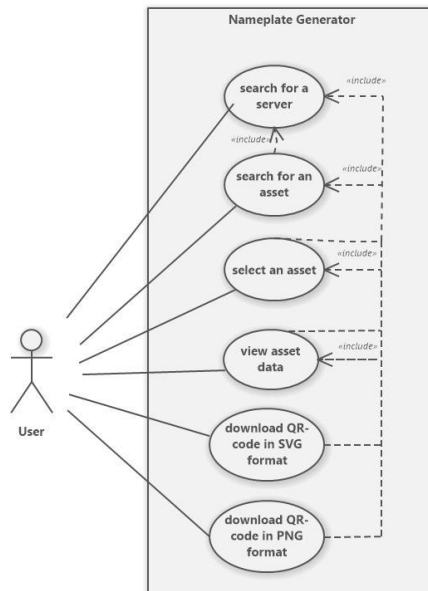 Nameplate Generator
«include»
search for a
server
«include»
search for an
asset
«include»
select an asset
«include»
view asset
data
«include»
User
download QR-
code in SVG
format
download QR-
code in PNG
format